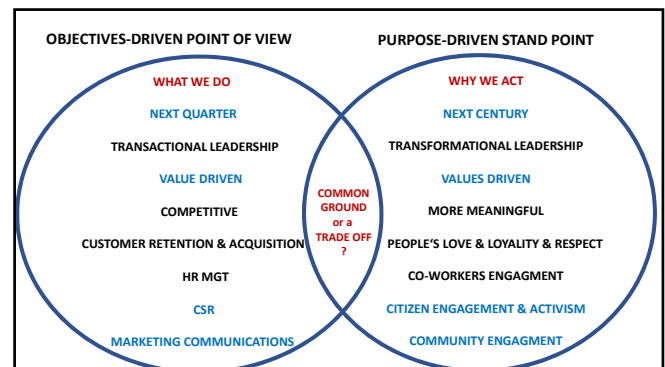 OBJECTIVES-DRIVEN POINT OF VIEW
WHAT WE DO
NEXT QUARTER
TRANSACTIONAL LEADERSHIP
VALUE DRIVEN
COMPETITIVE
CUSTOMER RETENTION & ACQUISITION
HR MGT
CSR
MARKETING COMMUNICATIONS
COMMON
GROUND
or a
TRADE OFF
?
PURPOSE-DRIVEN STAND POINT
WHY WE ACT
NEXT CENTURY
TRANSFORMATIONAL LEADERSHIP
VALUES DRIVEN
MORE MEANINGFUL
PEOPLE‘S LOVE & LOYALITY & RESPECT
CO-WORKERS ENGAGMENT
CITIZEN ENGAGEMENT & ACTIVISM
COMMUNITY ENGAGMENT